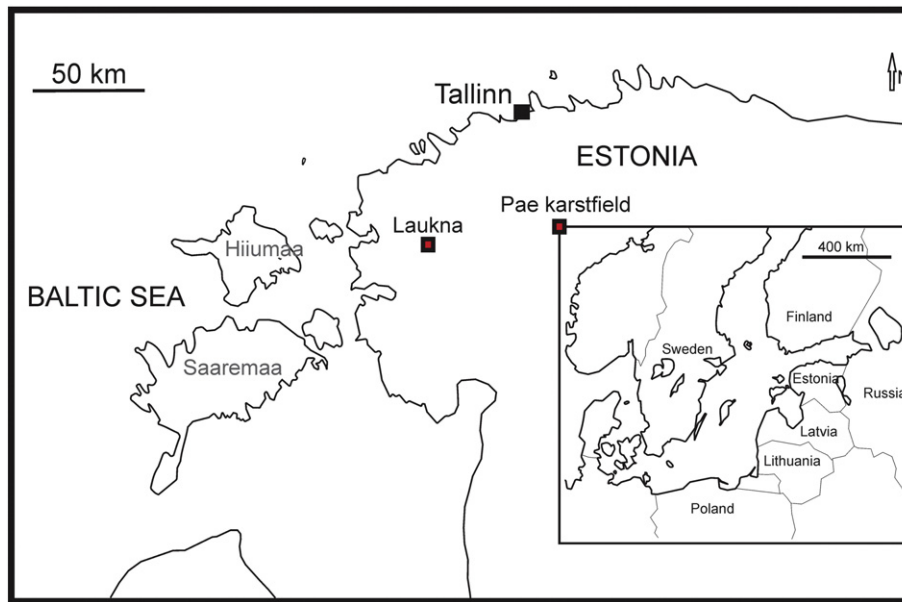 50 km
N
Tallinn
ESTONIA
Pae karstfield
Laukna
Hiiumaa
BALTIC SEA
Saaremaa
400 km
Finland
Sweden
Estonia
Russia
Latvia
Lithuania
Poland